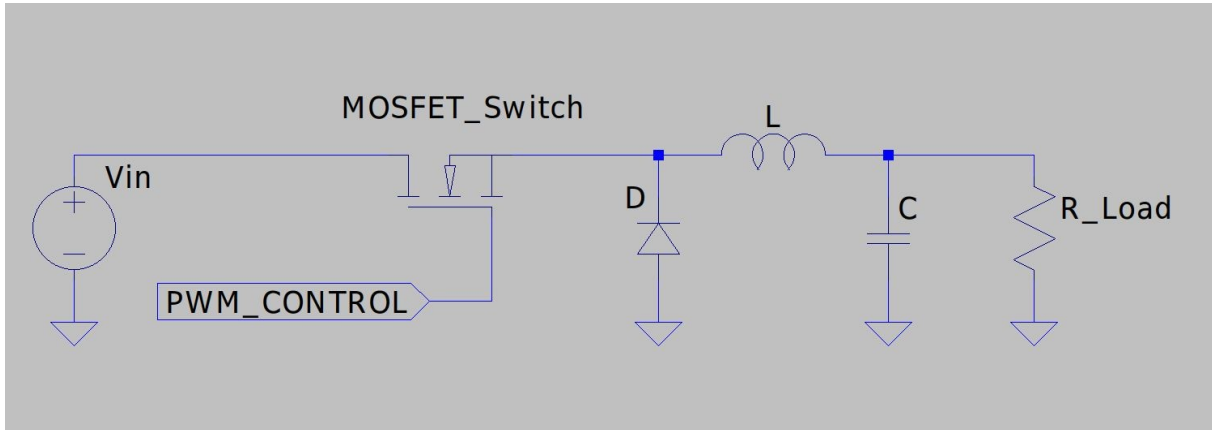 MOSFET_Switch
L
Vin
D
C
R_Load
PWM_CONTROL